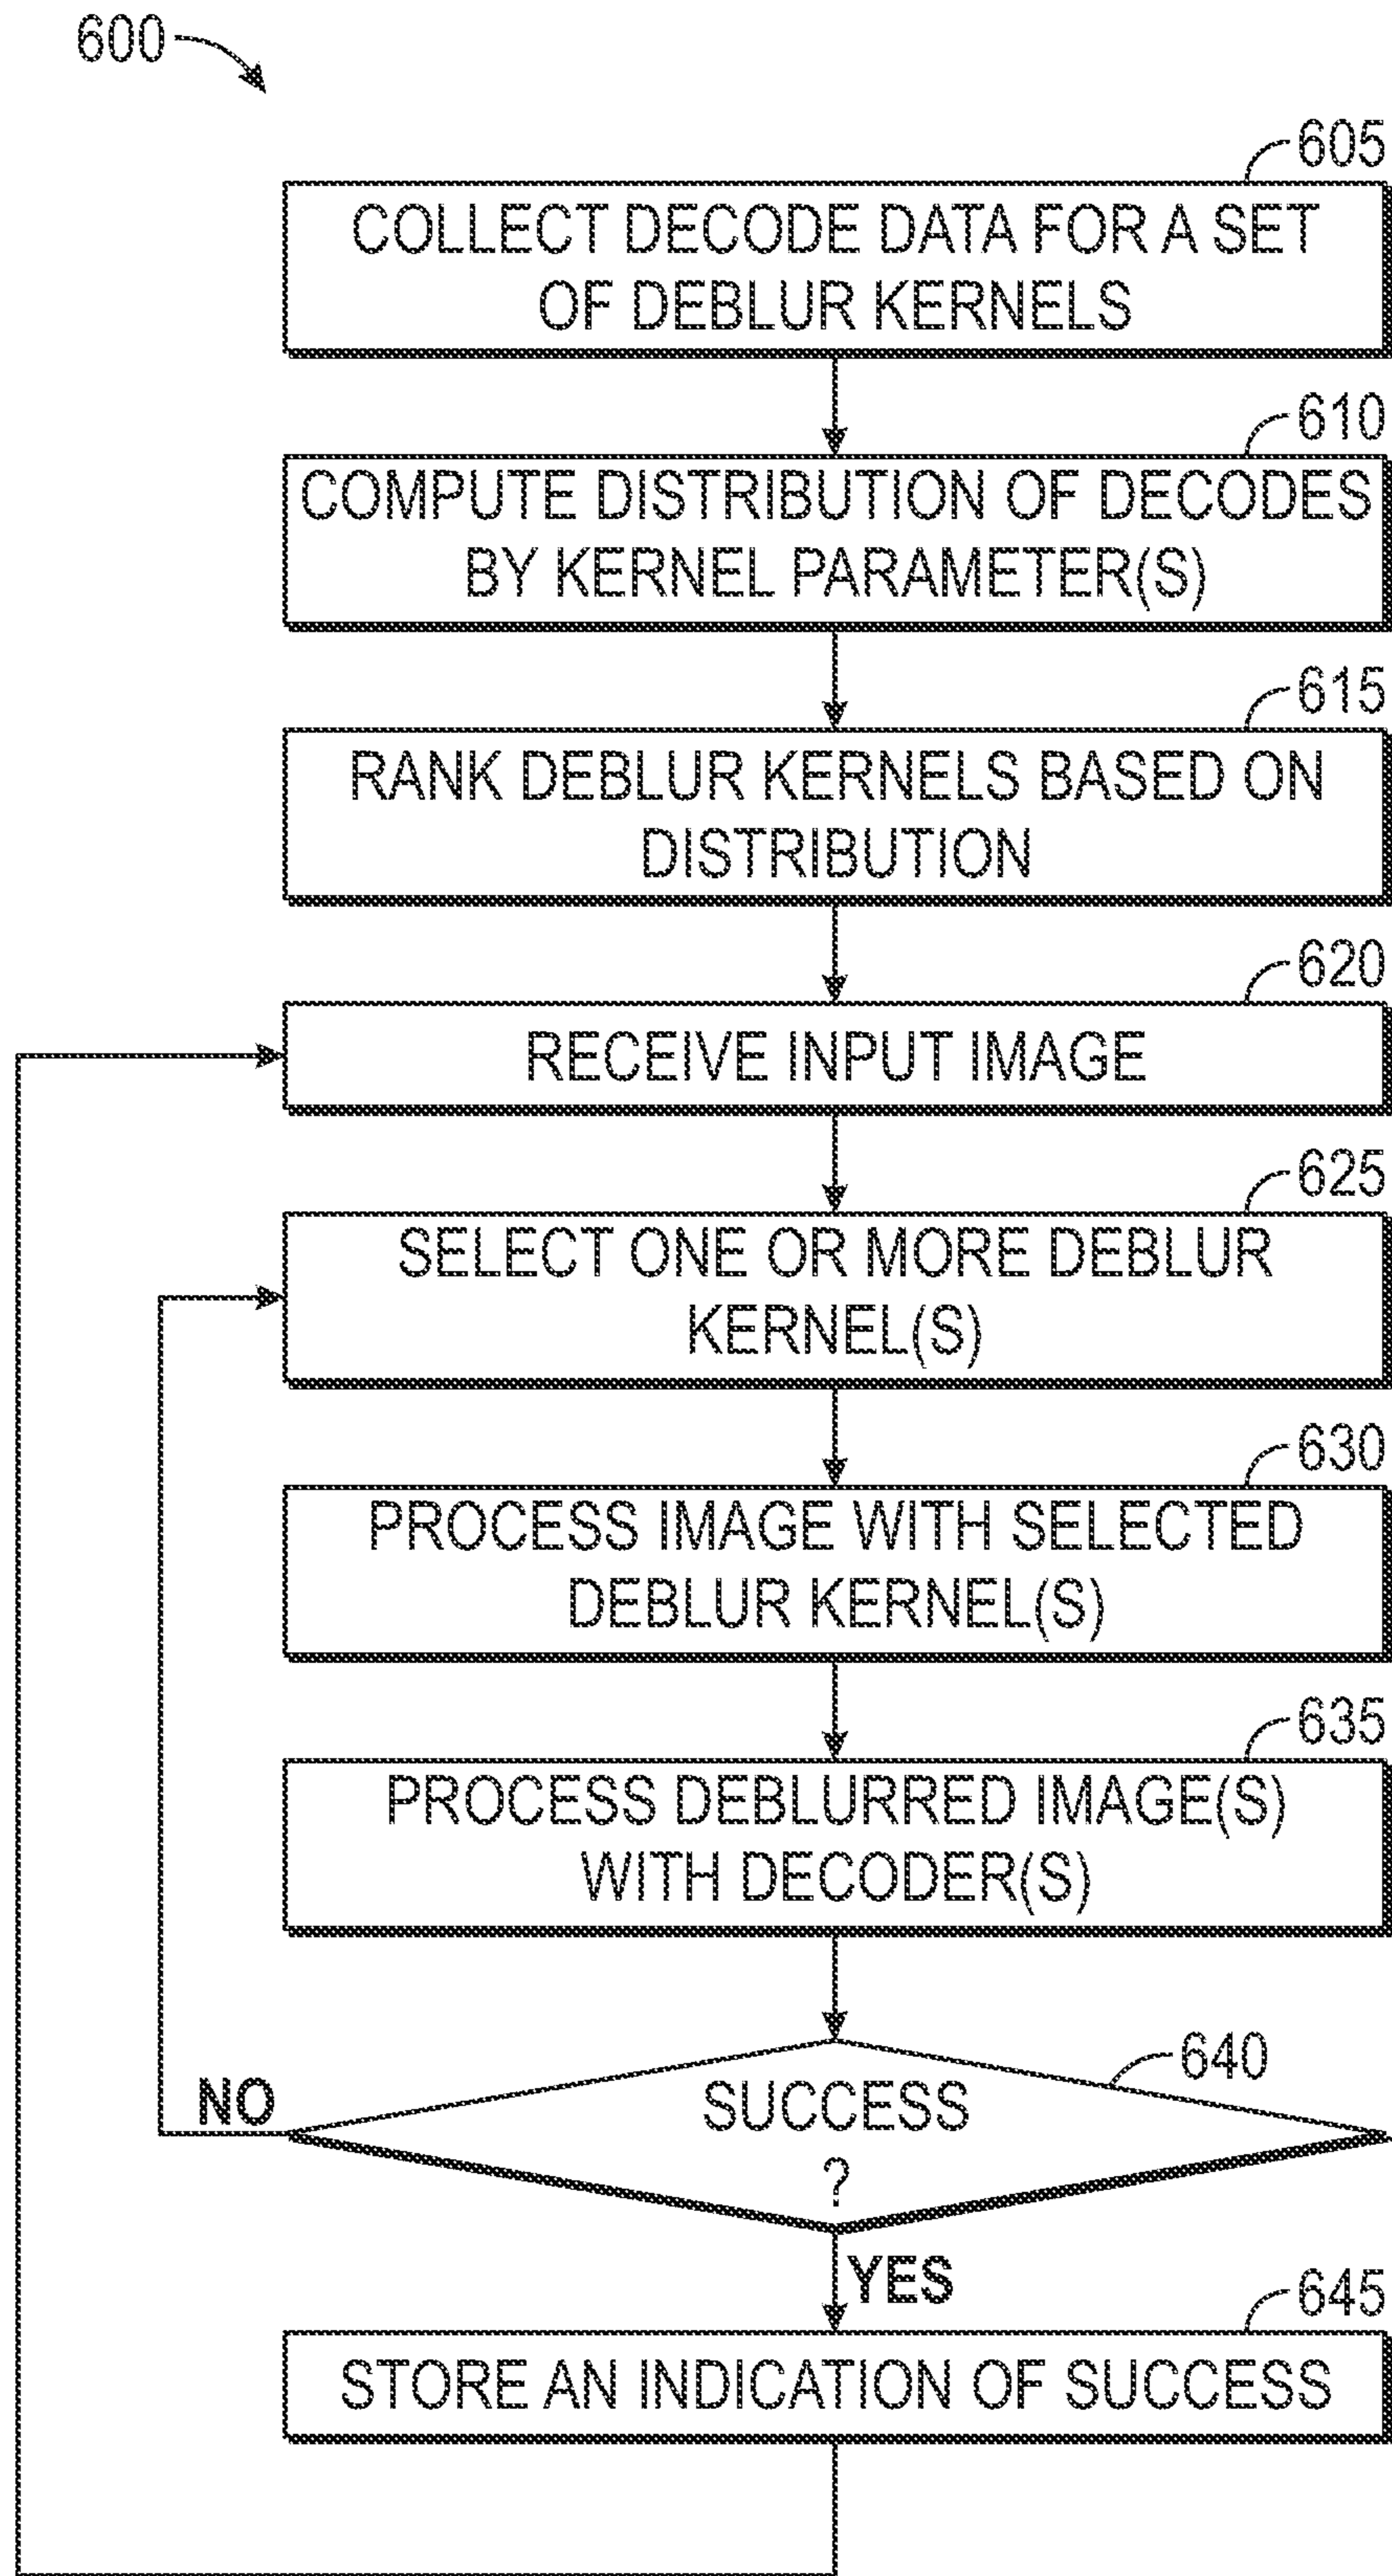 600
605
COLLECT DECODE DATA FOR A SET
OF DEBLUR KERNELS
610
COMPUTE DISTRIBUTION OF DECODES
BY KERNEL PARAMETER(S)
615
RANK DEBLUR KERNELS BASED ON
DISTRIBUTION
620
RECEIVE INPUT IMAGE
625
SELECT ONE OR MORE DEBLUR
KERNEL(S)
630
PROCESS IMAGE WITH SELECTED
DEBLUR KERNEL(S)
635
PROCESS DEBLURRED IMAGE(S)
WITH DECODER(S)
640
NO
SUCCESS
?
YES
645
STORE AN INDICATION OF SUCCESS